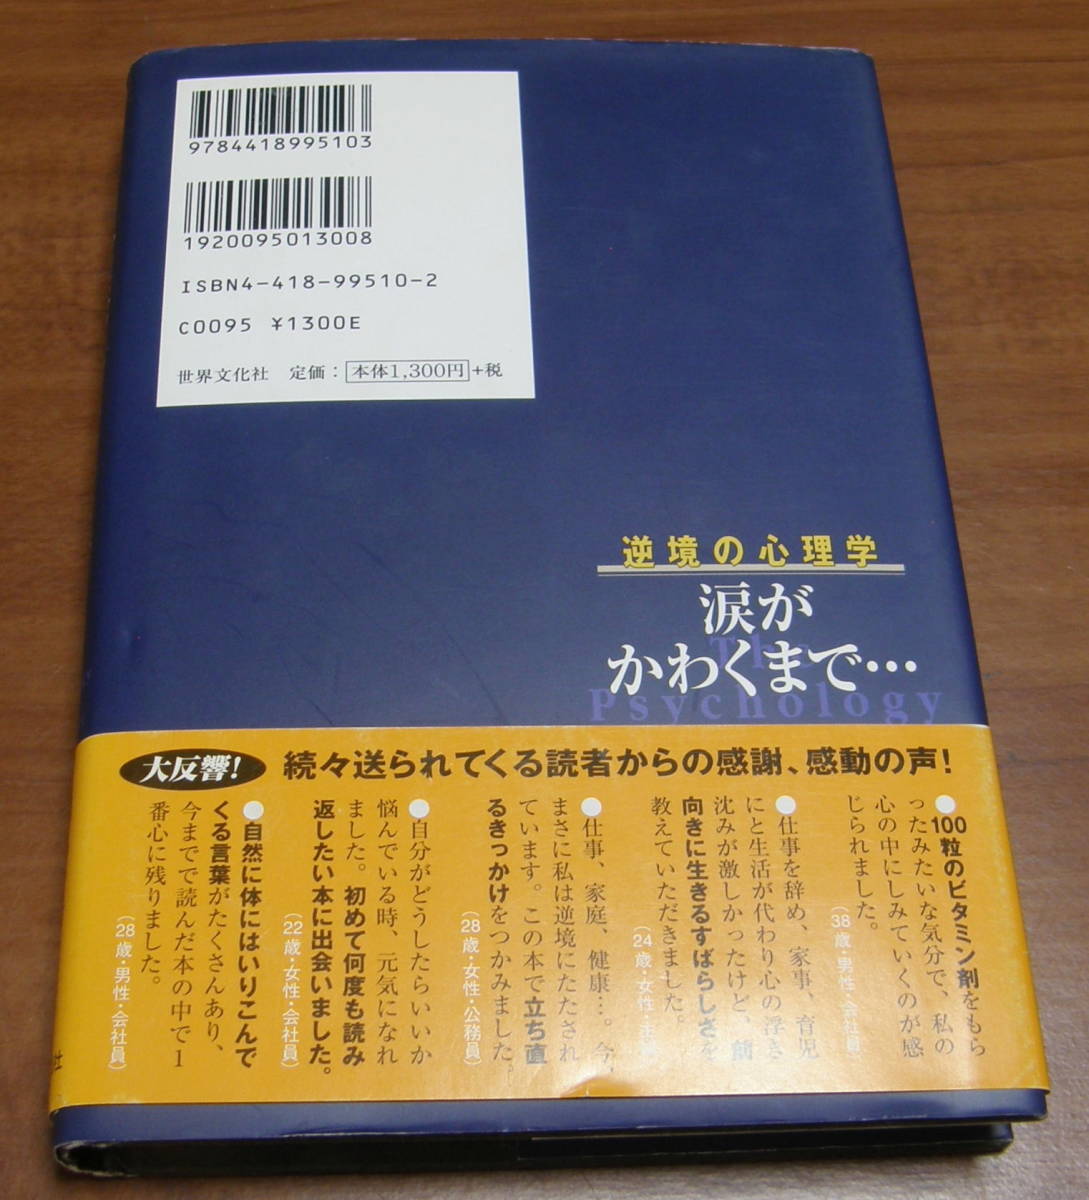 9784418995103
1920095013008
ISBN4-418-99510-2
C0095 ¥1300E
世界文化社 定価：本体1,300円+税
逆境の心理学
涙が
かわくまで…
The
Psychology
大反響！ 続々送られてくる読者からの感謝、感動の声！
●100粒のビタミン剤をもら
ったみたいな気分で、私の
心の中にしみていくのが感
じられました。
（38歳・男性・会社員）
●仕事を辞め、家事、育児
にと生活が代わり心の浮き
沈みが激しかったけど、前
向きに生きるすばらしさを
教えていただきました。
（24歳・女性・主婦）
●仕事、家庭、健康…。今、
まさに私は逆境にたたされ
ています。この本で立ち直
るきっかけをつかみました。
（28歳・女性・公務員）
●自分がどうしたらいいか
悩んでいる時、元気になれ
ました。初めて何度も読み
返したい本に出会いました。
（22歳・女性・会社員）
●自然に体にはいりこんで
くる言葉がたくさんあり、
今までで読んだ本の中で1
番心に残りました。
（28歳・男性・会社員）
社